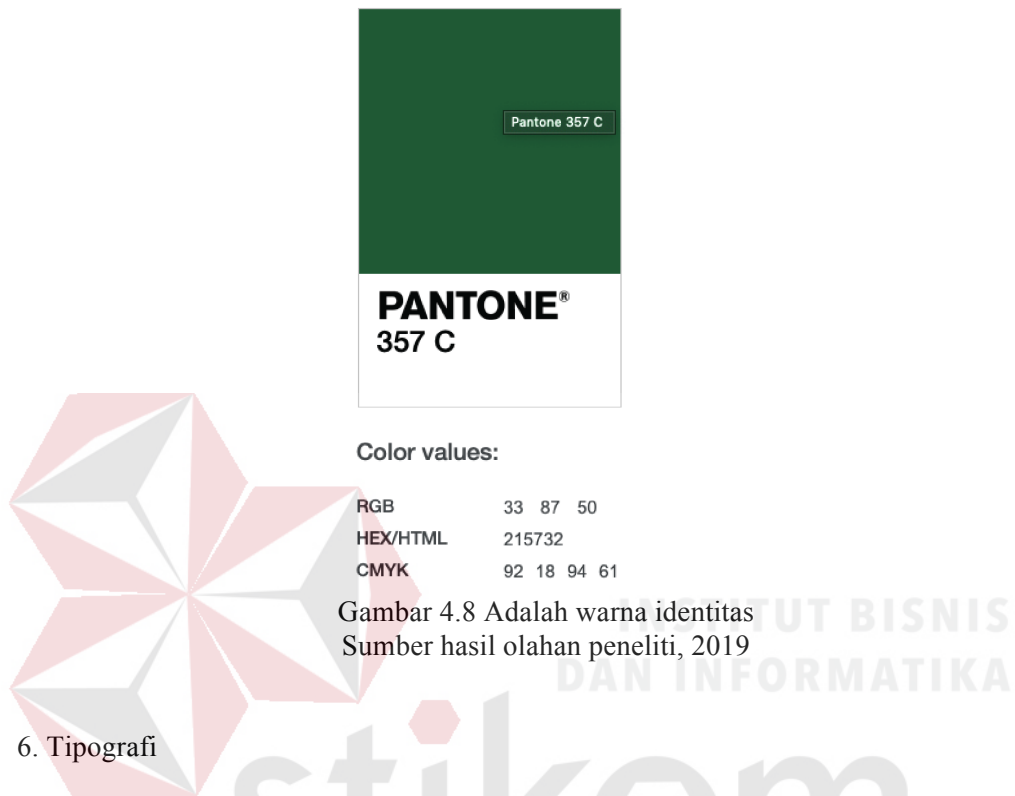 Pantone 357 C
PANTONE®
357 C
Color values:
RGB 33 87 50
HEX/HTML 215732
CMYK 92 18 94 61
Gambar 4.8 Adalah warna identitas
Sumber hasil olahan peneliti, 2019
INSTITUT BISNIS
DAN INFORMATIKA
6. Tipografi
stikom